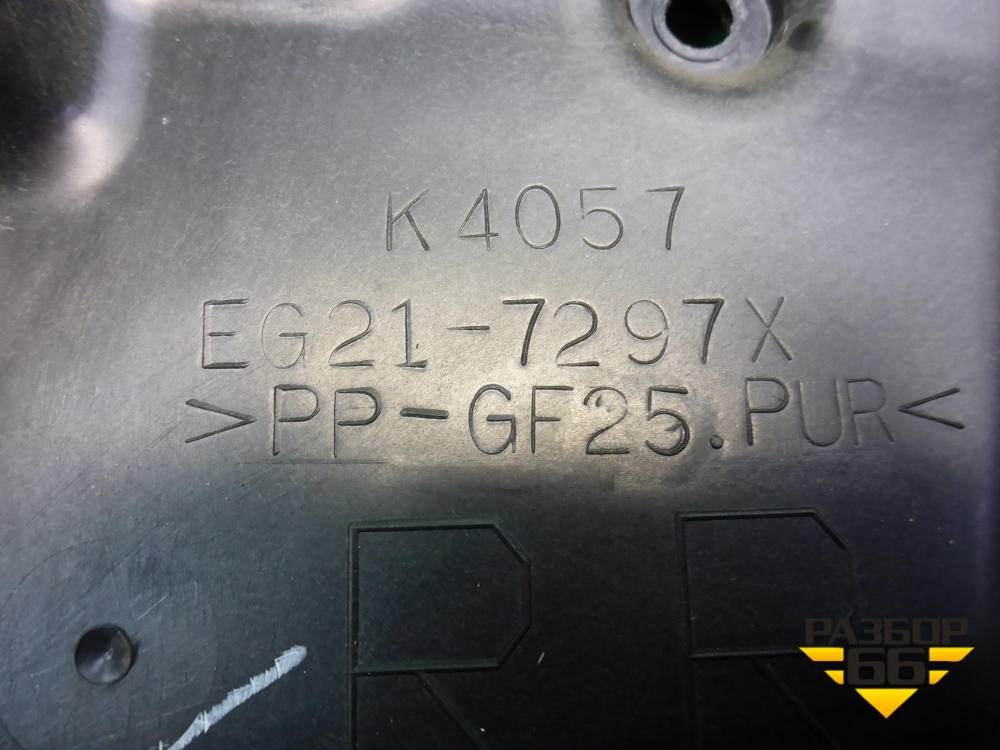 K4057
EG21-7297X
>PP-GF25.PUR<
RR
РАЗБОР
66